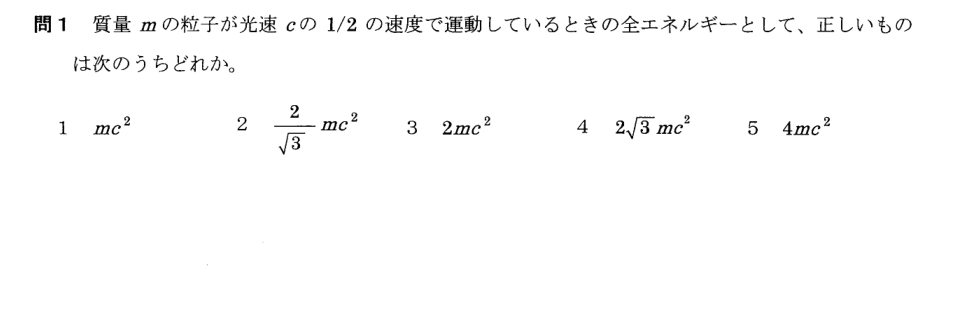 問1 質量 m の粒子が光速 c の 1/2 の速度で運動しているときの全エネルギーとして、正しいもの
は次のうちどれか。
1 mc² 2 2/√3 mc² 3 2mc² 4 2√3 mc² 5 4mc²